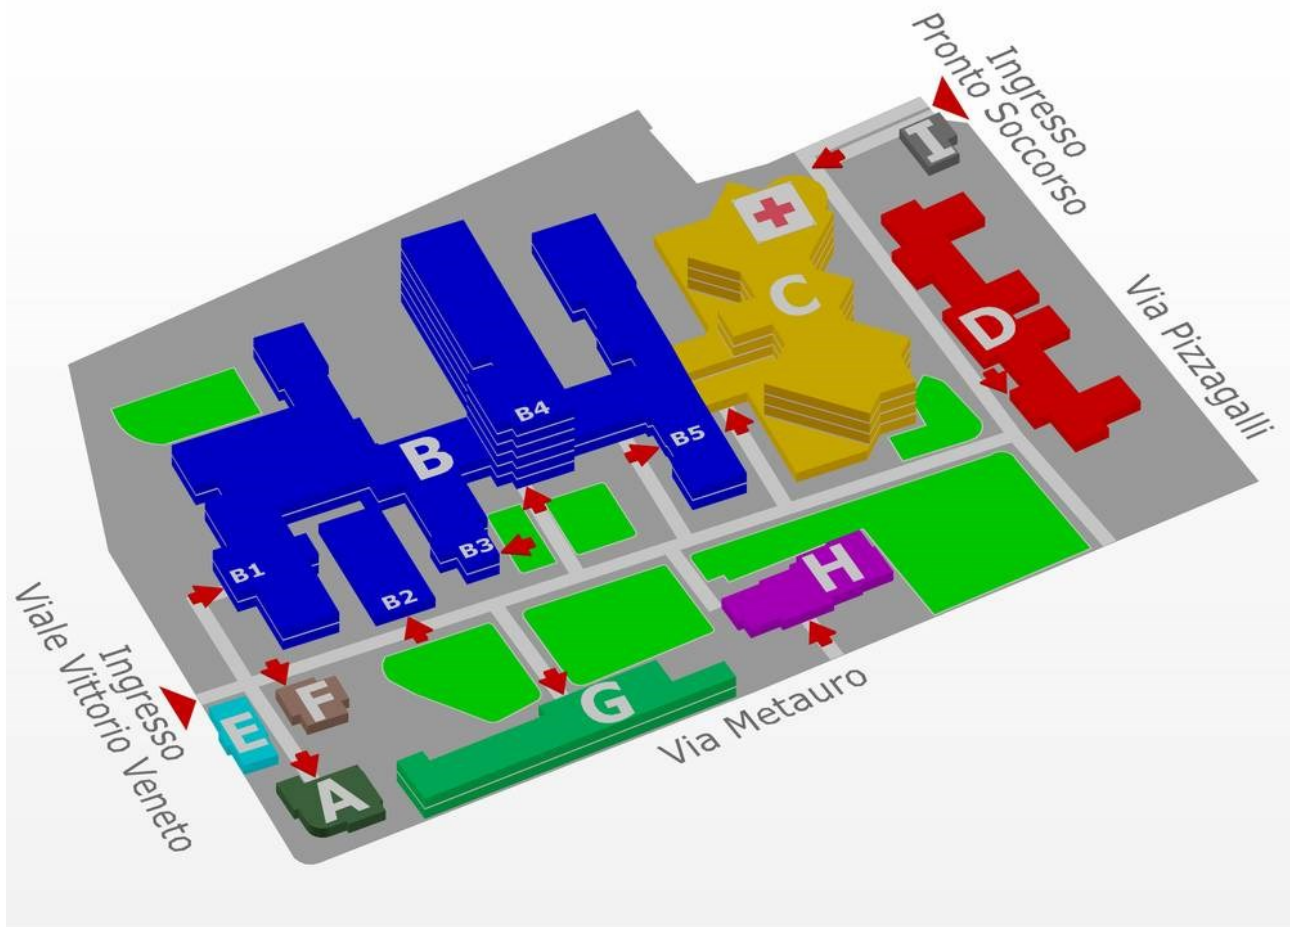 Ingresso
Pronto Soccorso
I
Via Pizzagalli
C
D
B4
B
B5
B3
B1
B2
H
Ingresso
Viale Vittorio Veneto
F
E
G
Via Metauro
A